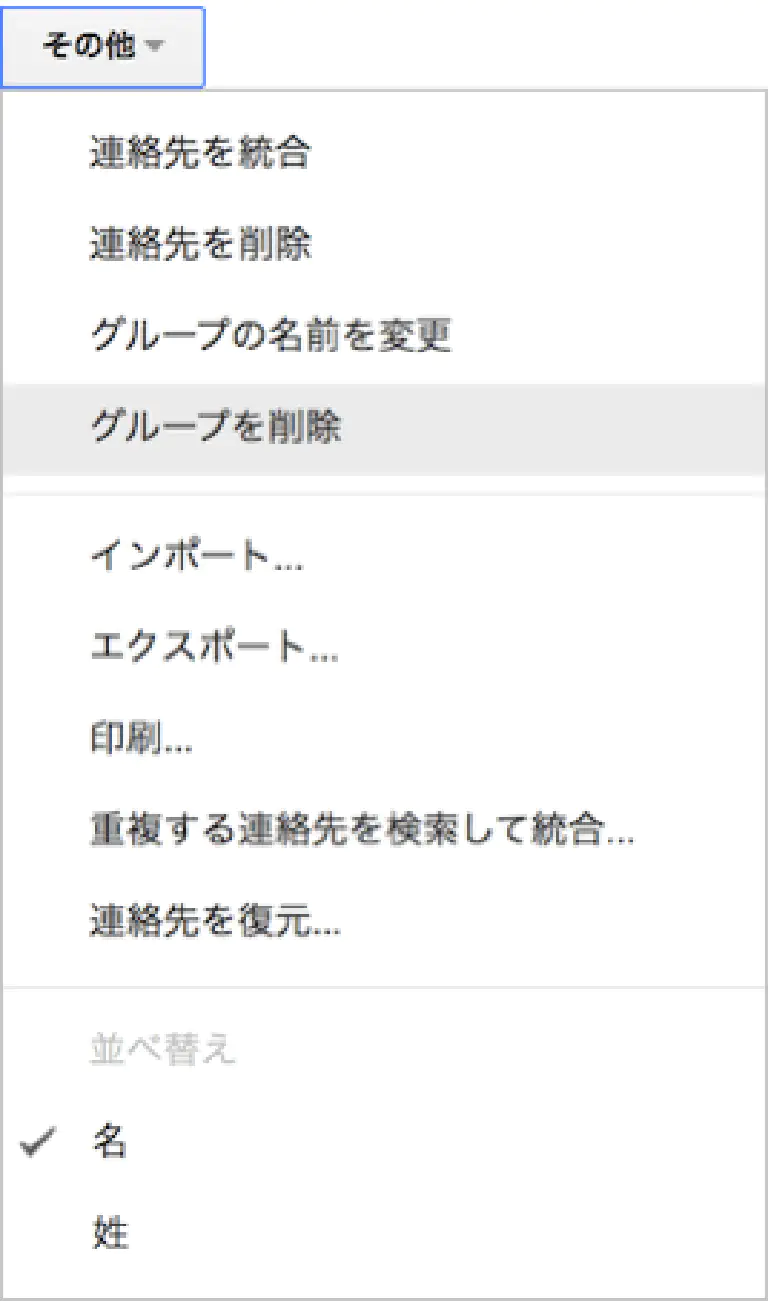 その他
連絡先を統合
連絡先を削除
グループの名前を変更
グループを削除
インポート...
エクスポート...
印刷...
重複する連絡先を検索して統合...
連絡先を復元...
並べ替え
名
姓